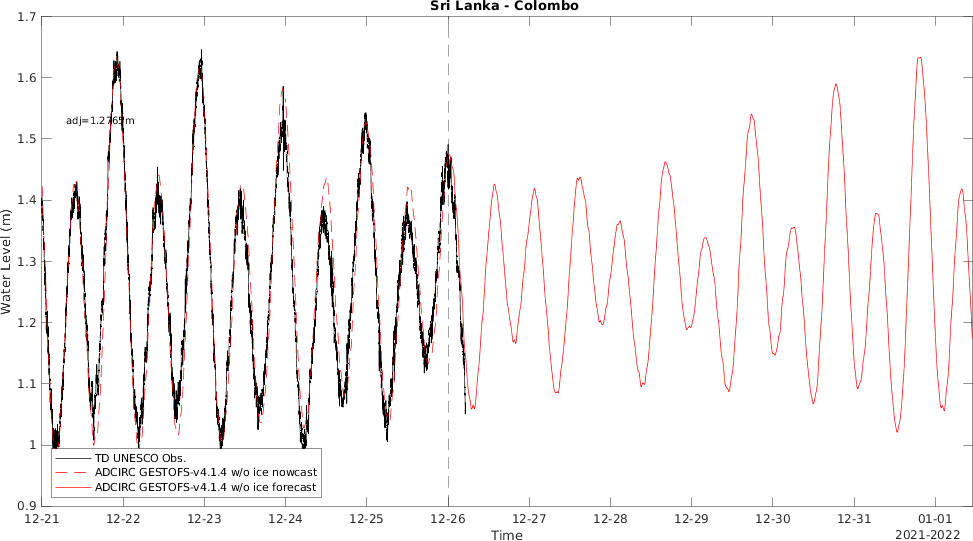 Sri Lanka - Colombo
1.7
1.6
1.5
1.4
1.3
1.2
1.1
1
0.9
Water Level (m)
adj=1.2765m
TD UNESCO Obs.
ADCIRC GESTOFS-v4.1.4 w/o ice nowcast
ADCIRC GESTOFS-v4.1.4 w/o ice forecast
12-21 12-22 12-23 12-24 12-25 12-26 12-27 12-28 12-29 12-30 12-31 01-01
Time
2021-2022